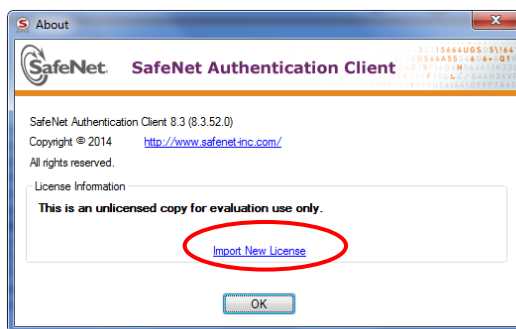 About
SafeNet. SafeNet Authentication Client
SafeNet Authentication Client 8.3 (8.3.52.0)
Copyright © 2014 http://www.safenet-inc.com/
All rights reserved.
License Information
This is an unlicensed copy for evaluation use only.
Import New License
OK